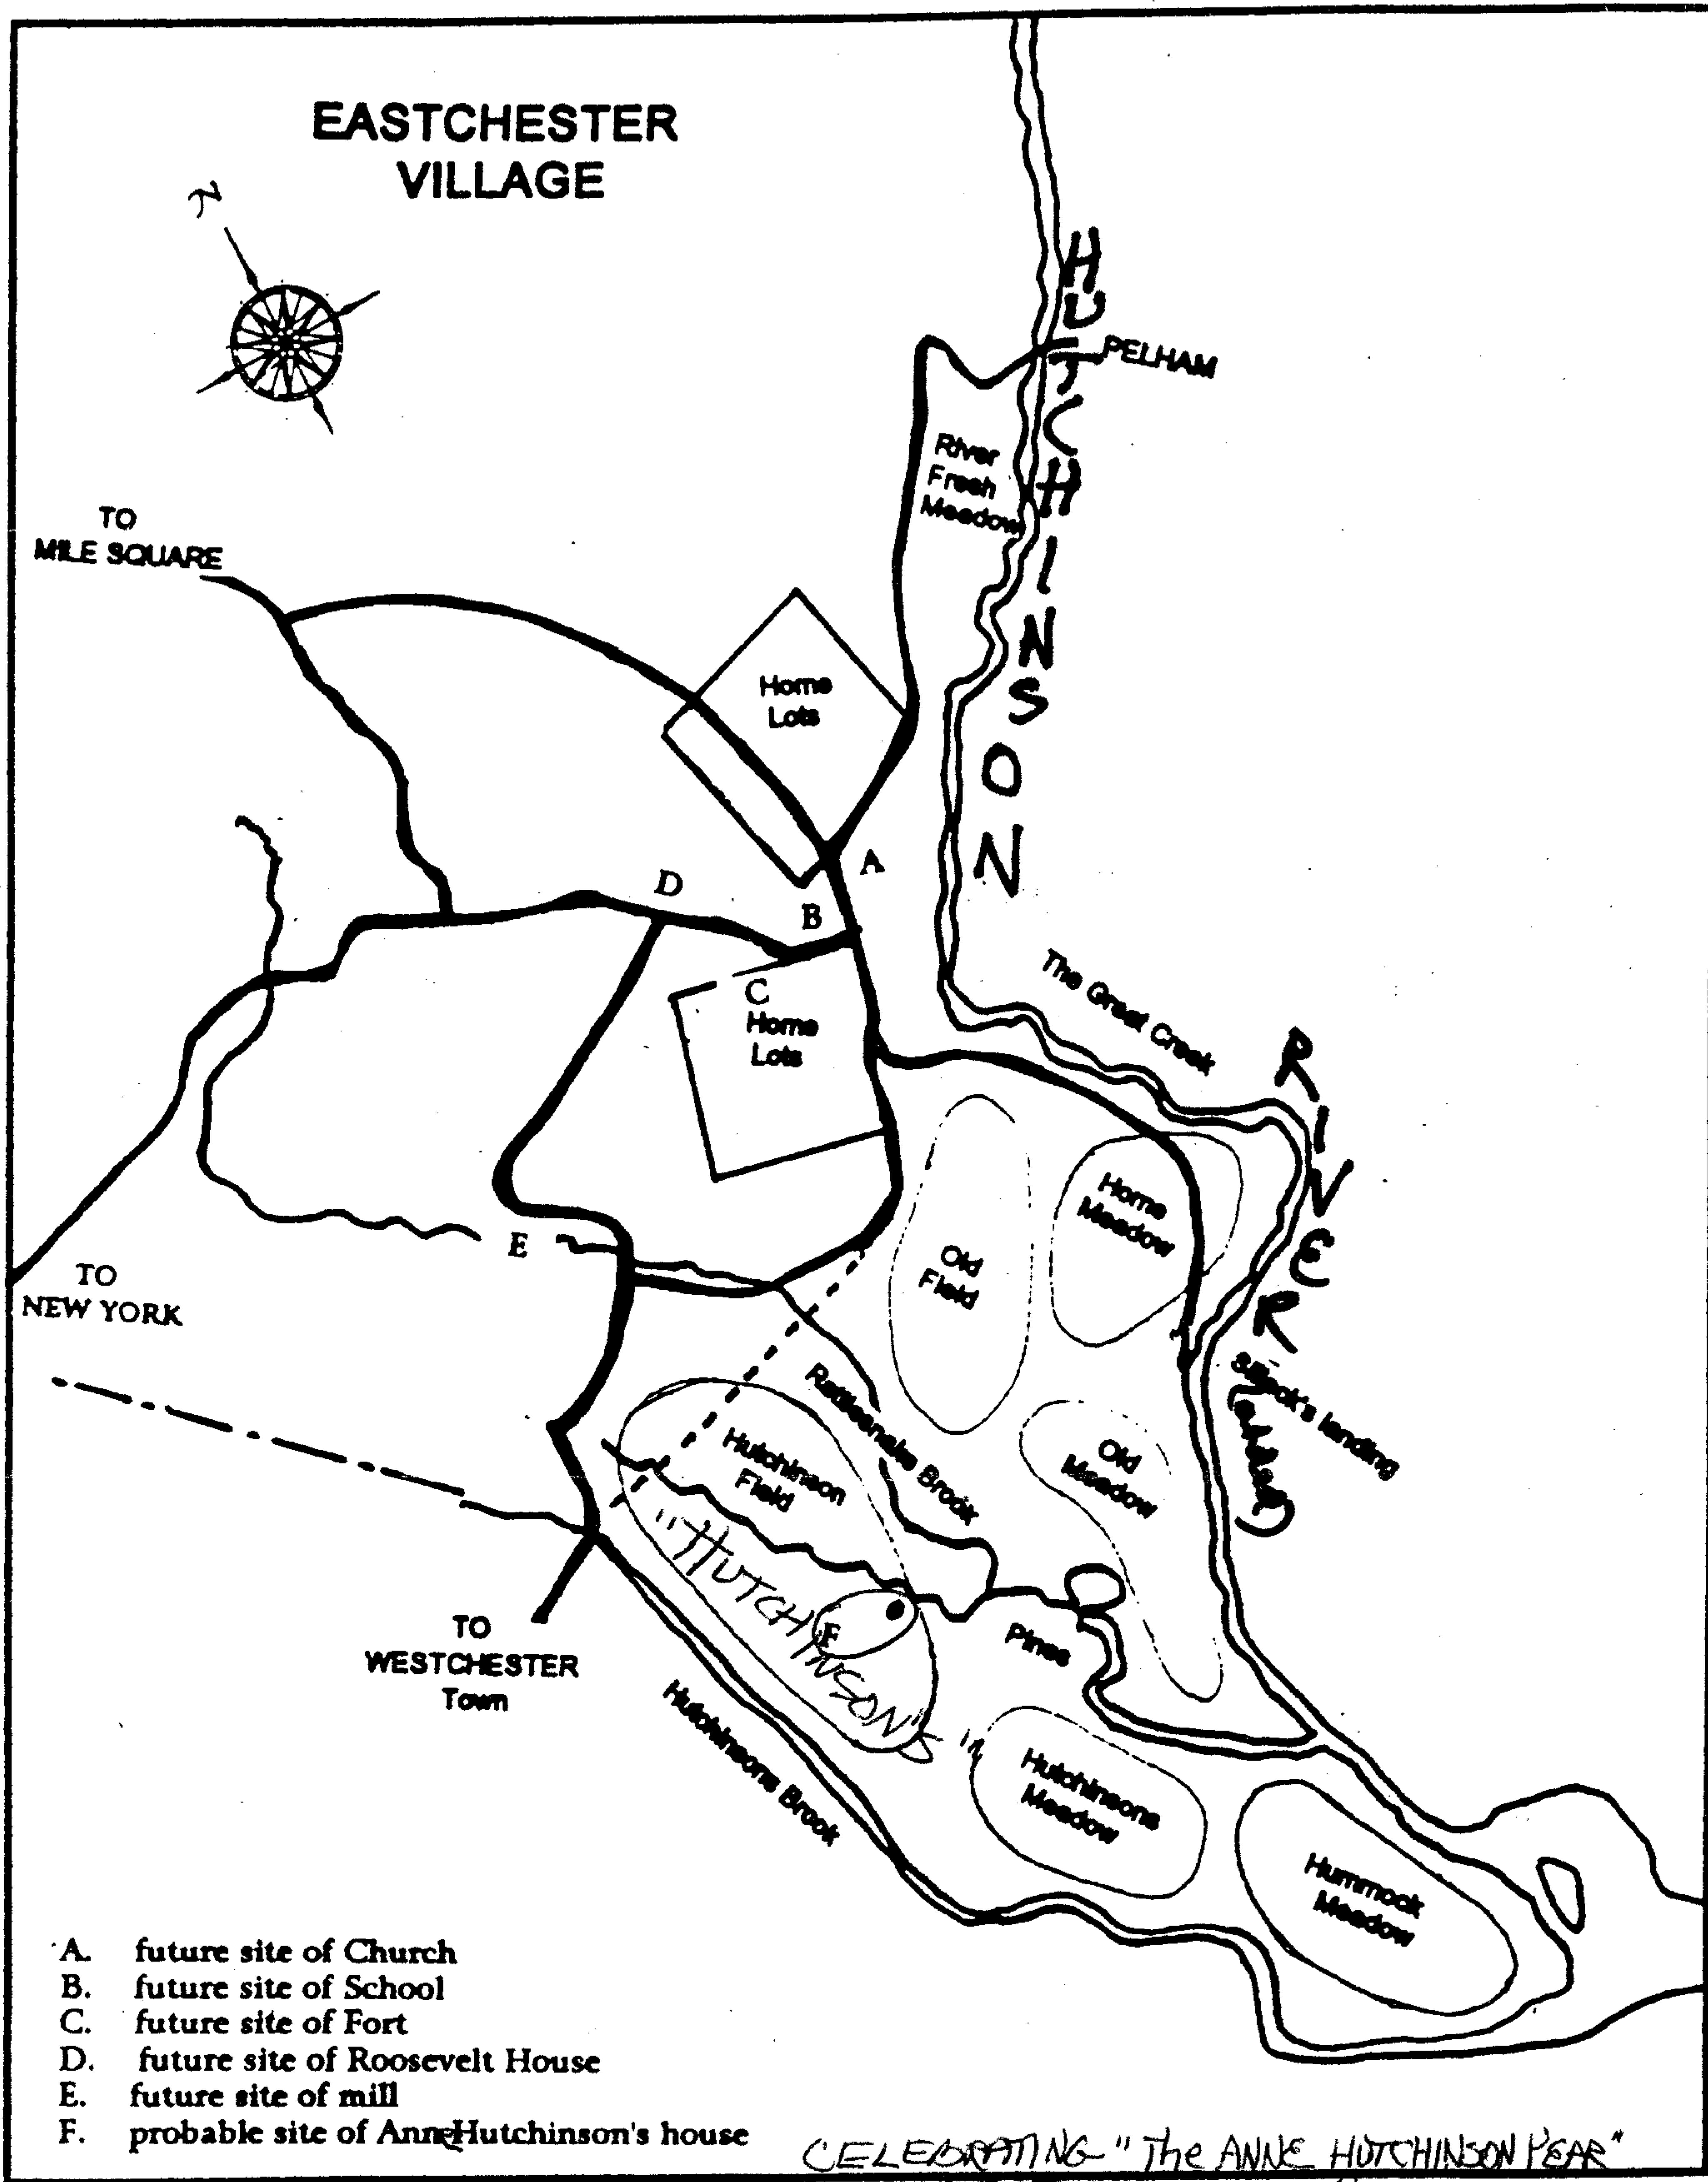 EASTCHESTER
VILLAGE
N
HUTCHINSON
PELHAM
River
Fresh
Meadow
TO
MILE SQUARE
Home
Lots
A
D
B
C
Home
Lots
The Great Creek
RIVER
Home
Meadow
Old
Field
E
TO
NEW YORK
landing
Rattlesnake Brook
Old
Meadow
Hutchinson
Field
"HUTCHINSON'S"
F
Pines
TO
WESTCHESTER
Town
Hutchinsons Brook
Hutchinsons
Meadow
Hummock
Meadow
A. future site of Church
B. future site of School
C. future site of Fort
D. future site of Roosevelt House
E. future site of mill
F. probable site of Anne Hutchinson's house
CELEBRATING "The ANNE HUTCHINSON YEAR"